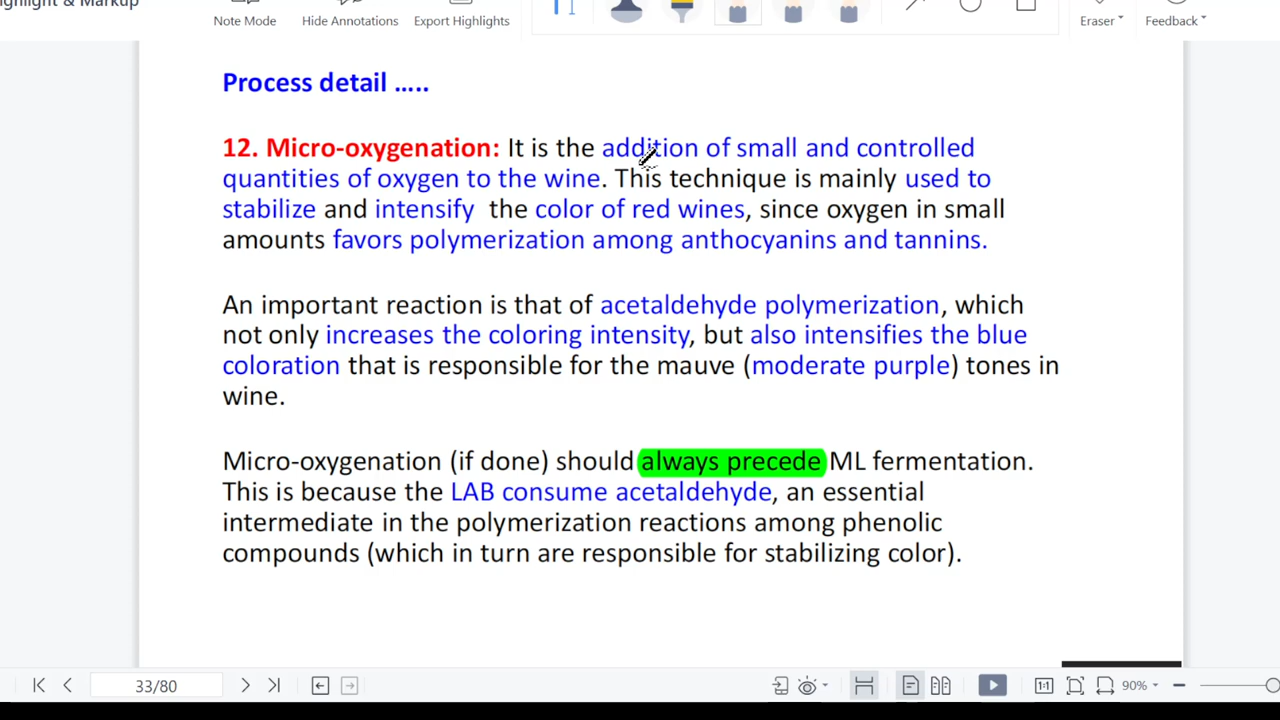 ighlight & Markup
Note Mode
Hide Annotations
Export Highlights
Eraser
Feedback
Process detail …..
12. Micro-oxygenation: It is the addition of small and controlled
quantities of oxygen to the wine. This technique is mainly used to
stabilize and intensify the color of red wines, since oxygen in small
amounts favors polymerization among anthocyanins and tannins.
An important reaction is that of acetaldehyde polymerization, which
not only increases the coloring intensity, but also intensifies the blue
coloration that is responsible for the mauve (moderate purple) tones in
wine.
Micro-oxygenation (if done) should always precede ML fermentation.
This is because the LAB consume acetaldehyde, an essential
intermediate in the polymerization reactions among phenolic
compounds (which in turn are responsible for stabilizing color).
33/80
1:1
90%